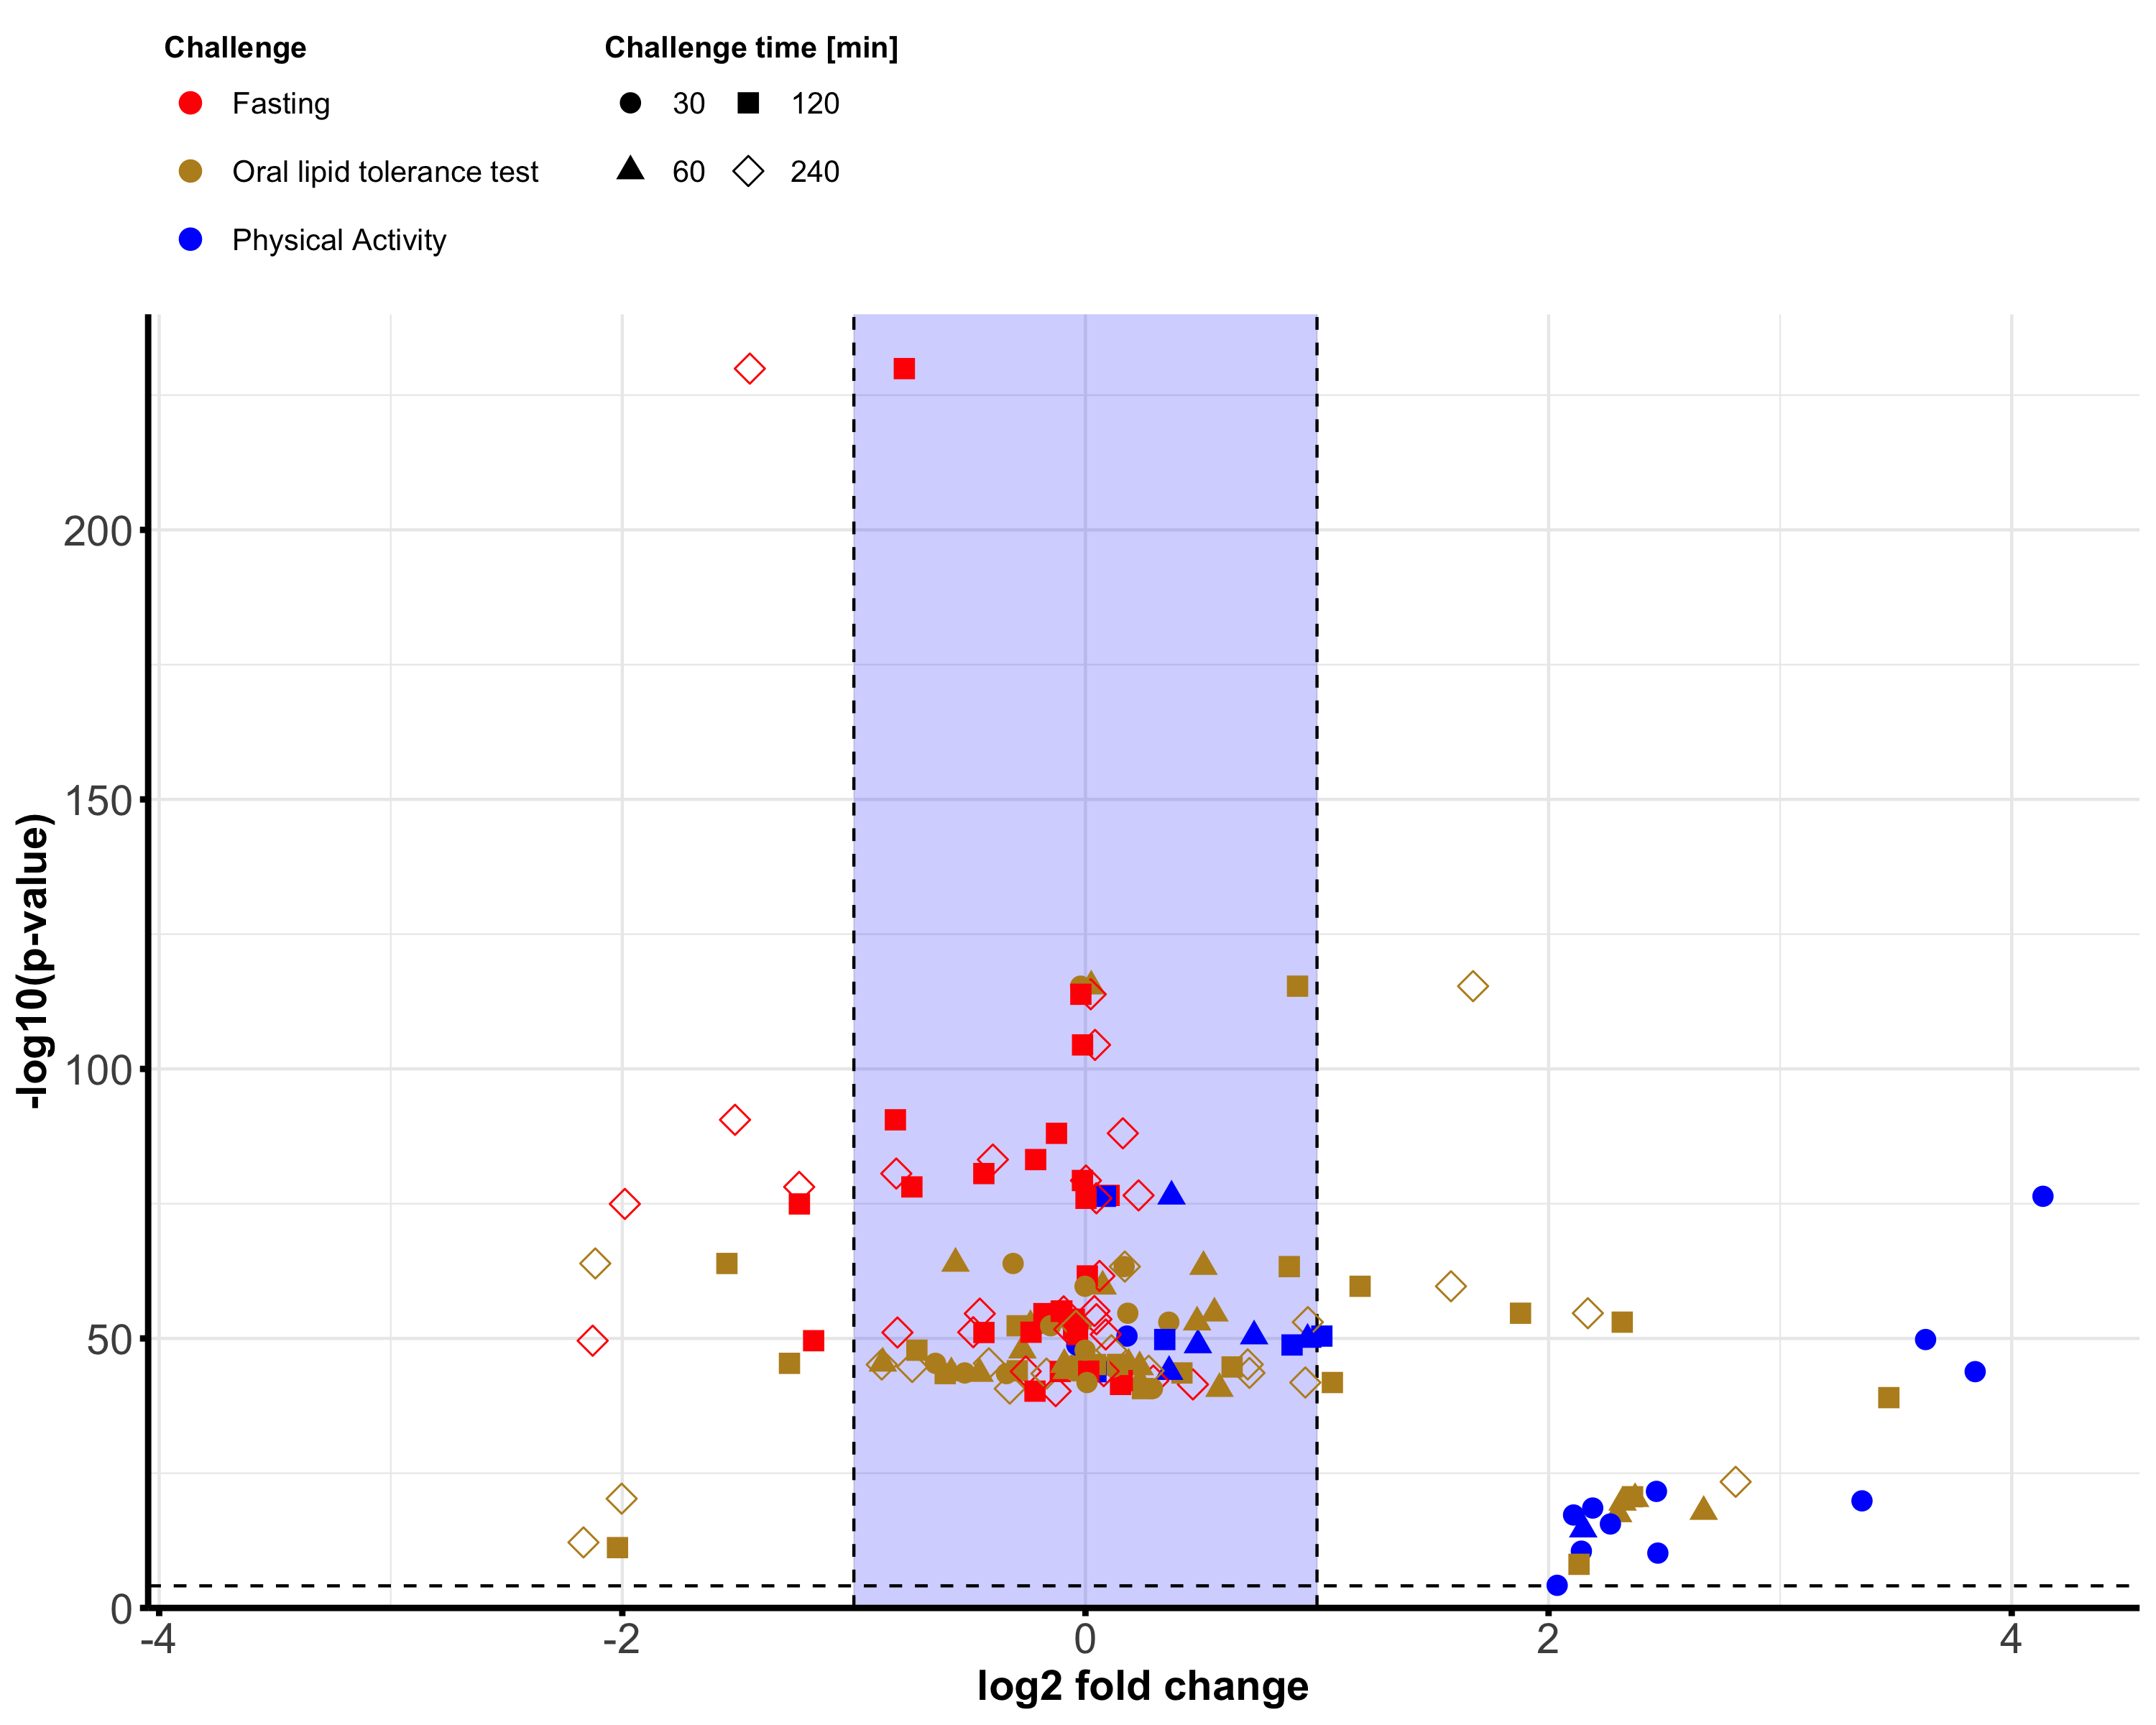 Challenge
Fasting
Oral lipid tolerance test
Physical Activity
Challenge time [min]
30 120
60 240
-log10(p-value)
200
150
100
50
0
-4 -2 0 2 4
log2 fold change